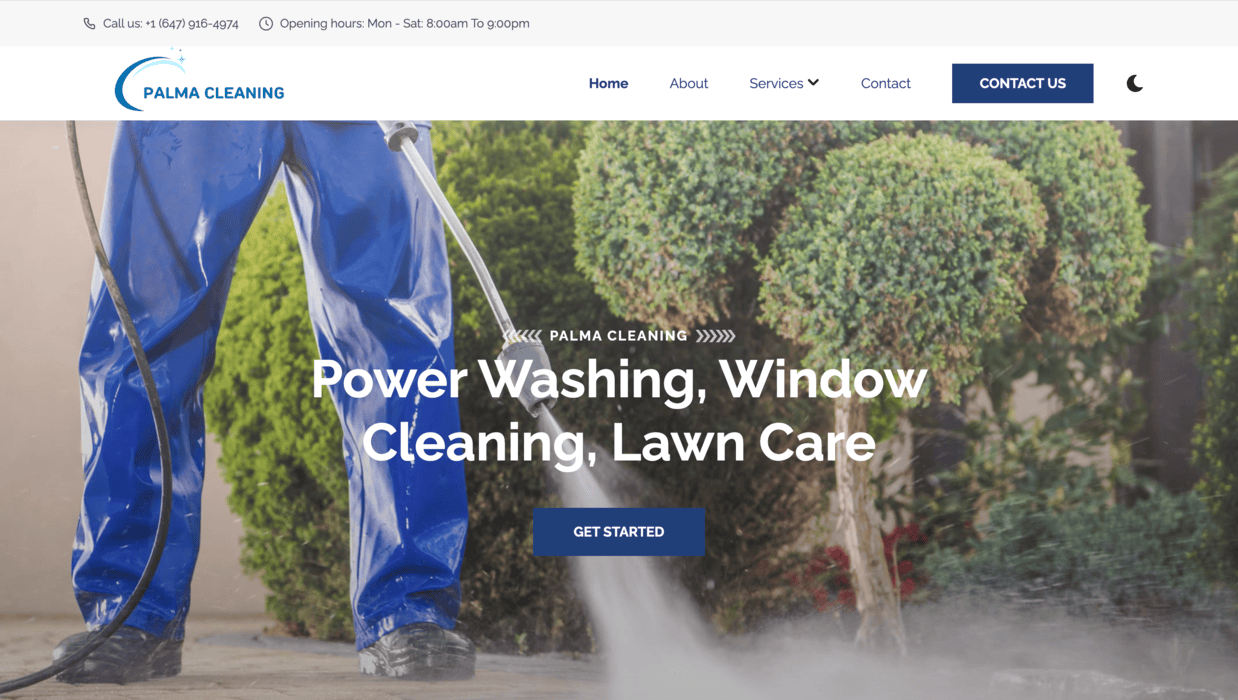 Call us: +1 (647) 916-4974 Opening hours: Mon - Sat: 8:00am To 9:00pm
PALMA CLEANING
Home About Services Contact CONTACT US
PALMA CLEANING
Power Washing, Window
Cleaning, Lawn Care
GET STARTED